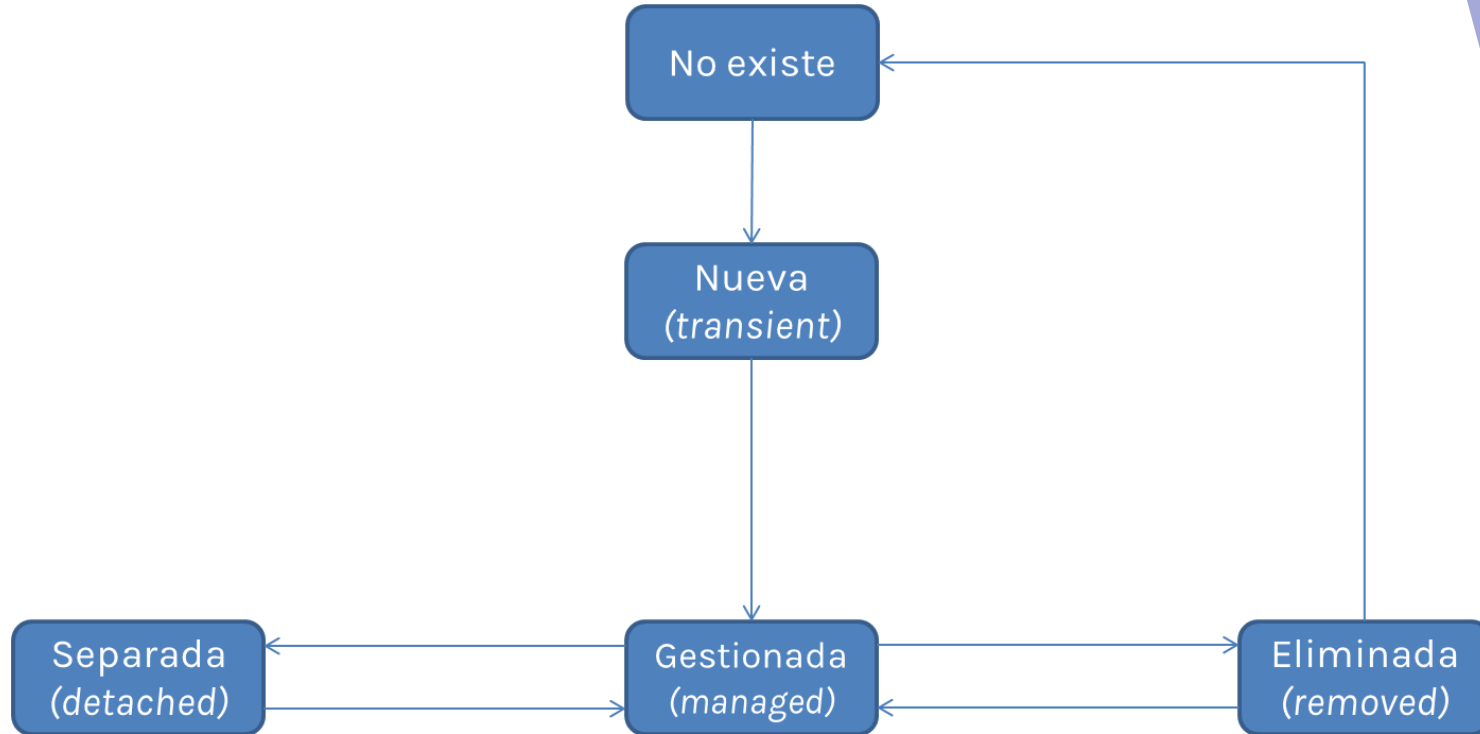 No existe
Nueva
(transient)
Separada
(detached)
Gestionada
(managed)
Eliminada
(removed)